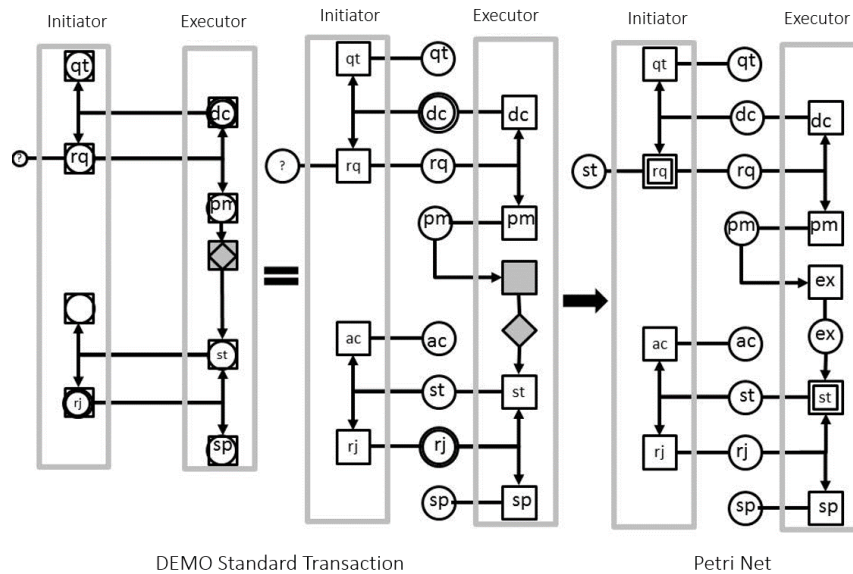 Initiator Executor
Initiator Executor
Initiator Executor
qt
dc
? rq
pm
st
rj
sp
=
qt qt
dc dc
? rq rq
pm pm
ac ac
st st
rj rj
sp sp
qt qt
dc dc
st rq rq
pm pm
ex
ac ac ex
st st
rj rj
sp sp
DEMO Standard Transaction
Petri Net